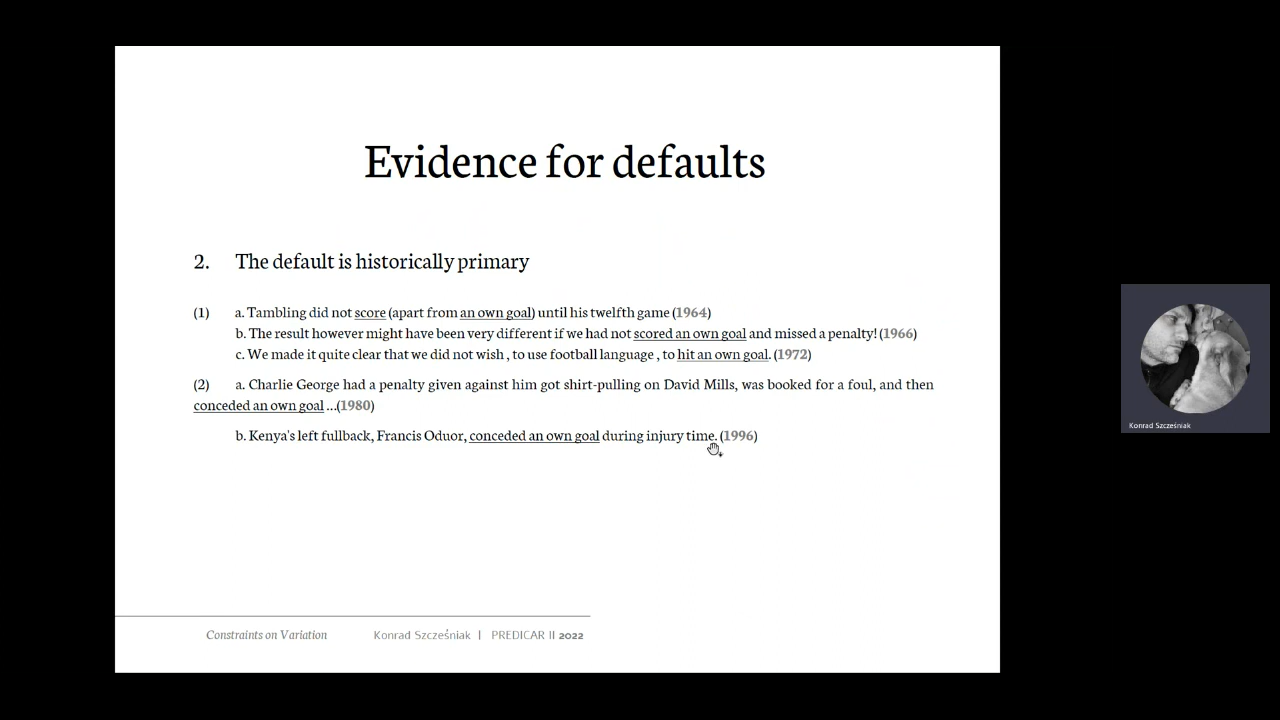 Evidence for defaults
2. The default is historically primary
(1) a. Tambling did not score (apart from an own goal) until his twelfth game (1964)
b. The result however might have been very different if we had not scored an own goal and missed a penalty! (1966)
c. We made it quite clear that we did not wish , to use football language , to hit an own goal. (1972)
(2) a. Charlie George had a penalty given against him got shirt-pulling on David Mills, was booked for a foul, and then
conceded an own goal ...(1980)
b. Kenya's left fullback, Francis Oduor, conceded an own goal during injury time. (1996)
Constraints on Variation Konrad Szcześniak | PREDICAR II 2022
Konrad Szcześniak